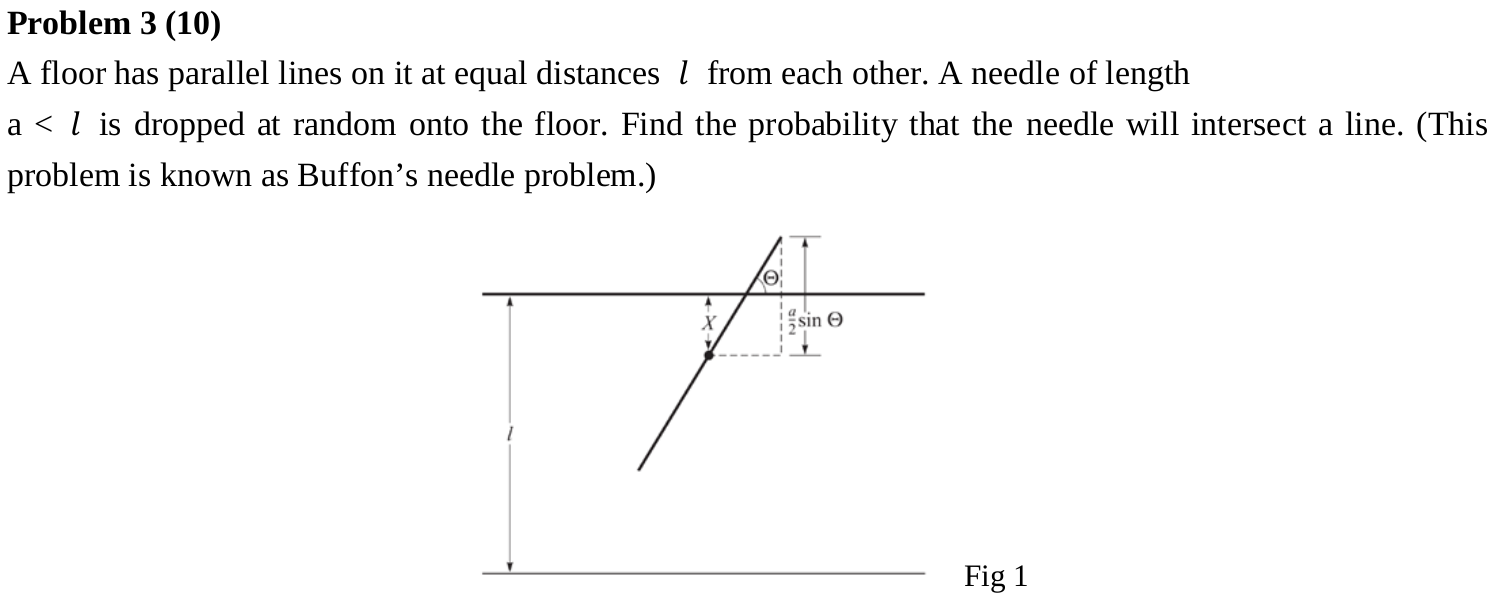 Problem 3 (10)
A floor has parallel lines on it at equal distances l from each other. A needle of length
a < l is dropped at random onto the floor. Find the probability that the needle will intersect a line. (This
problem is known as Buffon’s needle problem.)
Θ
X
a/2 sin Θ
l
Fig 1